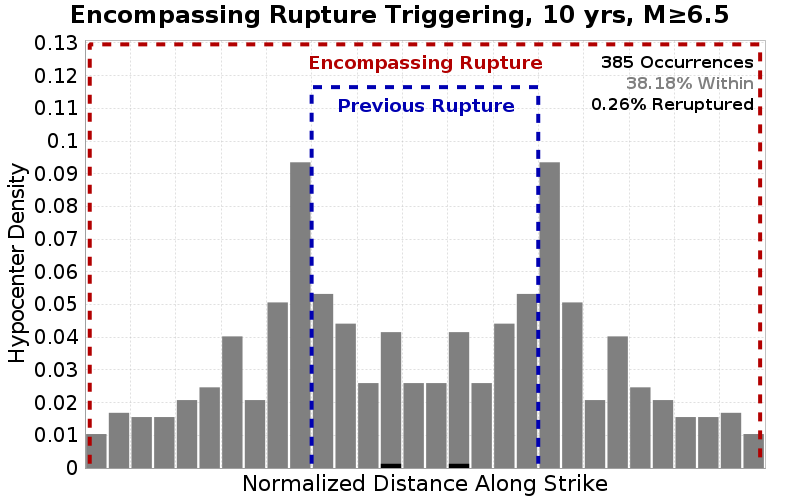 Encompassing Rupture Triggering, 10 yrs, M≥6.5
Encompassing Rupture
Previous Rupture
385 Occurrences
38.18% Within
0.26% Reruptured
Hypocenter Density
0.13
0.12
0.11
0.1
0.09
0.08
0.07
0.06
0.05
0.04
0.03
0.02
0.01
0
Normalized Distance Along Strike